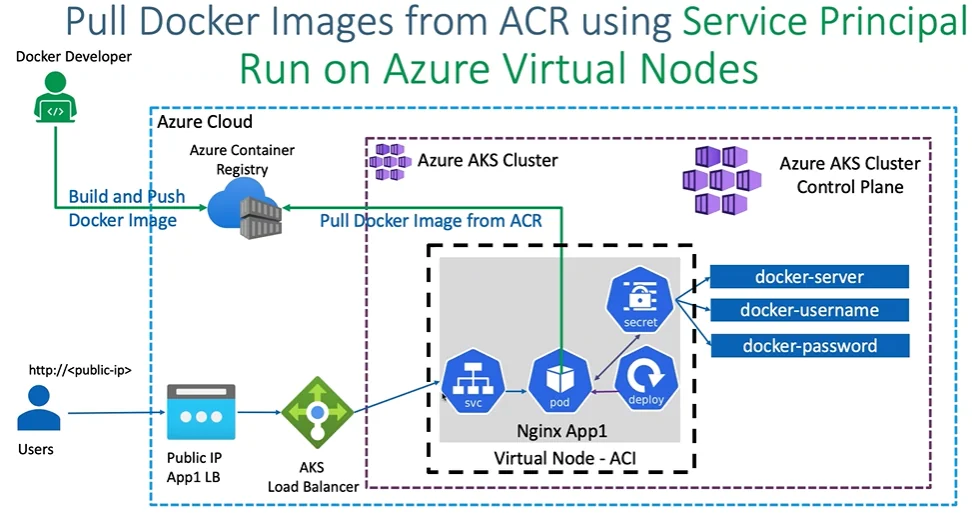 Pull Docker Images from ACR using Service Principal
Run on Azure Virtual Nodes
Docker Developer
Azure Cloud
Azure Container
Registry
Azure AKS Cluster
Azure AKS Cluster
Control Plane
Build and Push
Docker Image
Pull Docker Image from ACR
docker-server
docker-username
docker-password
secret
http://<public-ip>
svc
pod
deploy
Nginx App1
Virtual Node - ACI
Users
Public IP
App1 LB
AKS
Load Balancer